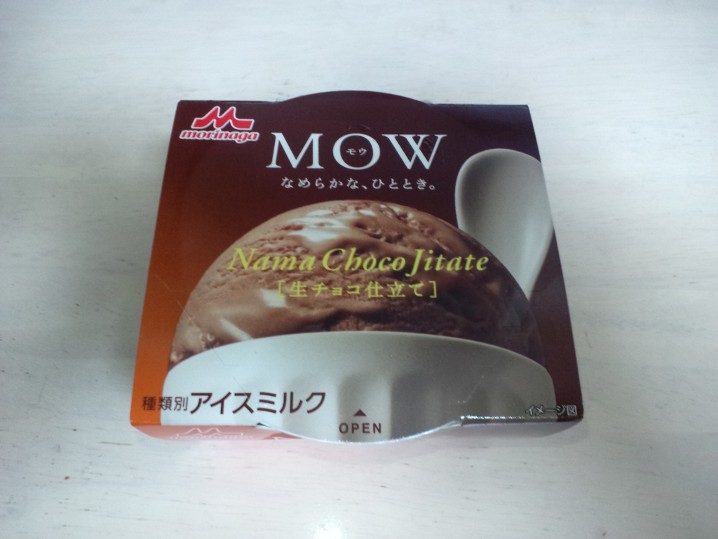 morinaga
MOW
モウ
なめらかな、ひととき。
Nama Choco Jitate
[生チョコ仕立て]
種類別アイスミルク
イメージ図
OPEN